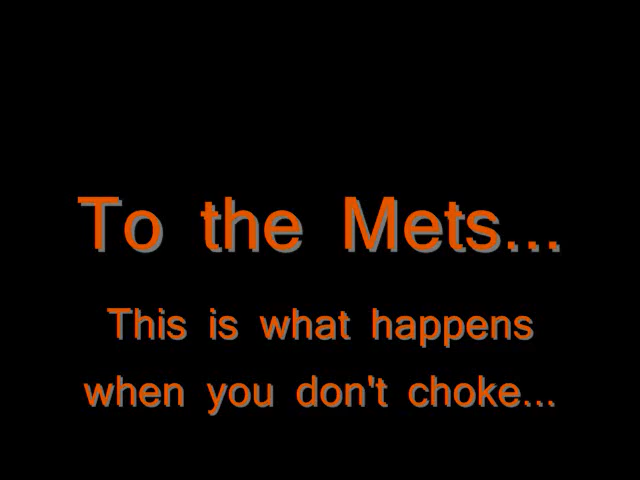 To the Mets...
This is what happens
when you don't choke...